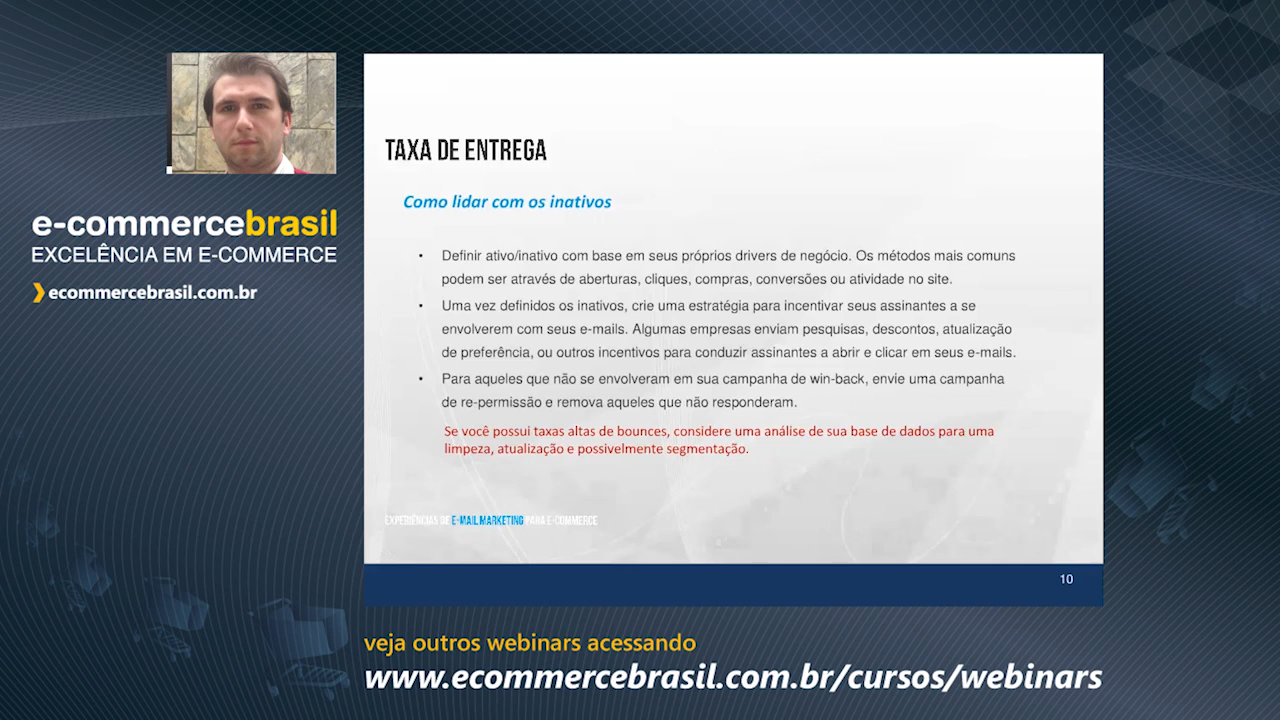 e-commercebrasil
EXCELÊNCIA EM E-COMMERCE
ecommercebrasil.com.br
TAXA DE ENTREGA
Como lidar com os inativos
• Definir ativo/inativo com base em seus próprios drivers de negócio. Os métodos mais comuns
podem ser através de aberturas, cliques, compras, conversões ou atividade no site.
• Uma vez definidos os inativos, crie uma estratégia para incentivar seus assinantes a se
envolverem com seus e-mails. Algumas empresas enviam pesquisas, descontos, atualização
de preferência, ou outros incentivos para conduzir assinantes a abrir e clicar em seus e-mails.
• Para aqueles que não se envolveram em sua campanha de win-back, envie uma campanha
de re-permissão e remova aqueles que não responderam.
Se você possui taxas altas de bounces, considere uma análise de sua base de dados para uma
limpeza, atualização e possivelmente segmentação.
EXPERIÊNCIAS DE E-MAIL MARKETING PARA E-COMMERCE
10
veja outros webinars acessando
www.ecommercebrasil.com.br/cursos/webinars